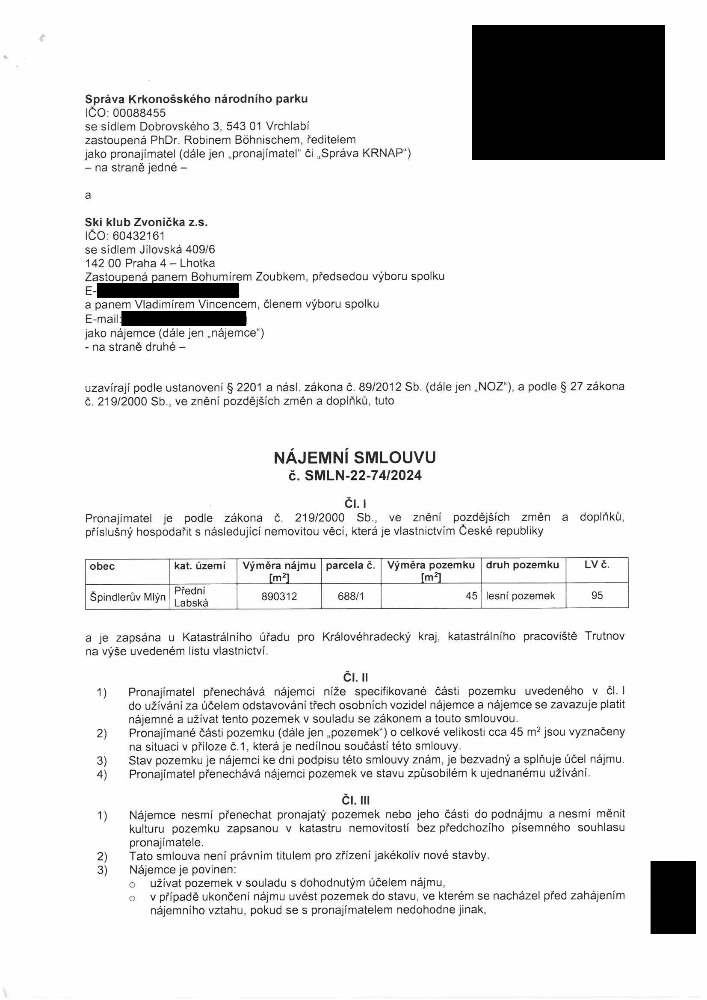 Správa Krkonošského národního parku
IČO: 00088455
se sídlem Dobrovského 3, 543 01 Vrchlabí
zastoupená PhDr. Robinem Böhnischem, ředitelem
jako pronajímatel (dále jen „pronajímatel“ či „Správa KRNAP“)
– na straně jedné –
a
Ski klub Zvonička z.s.
IČO: 60432161
se sídlem Jílovská 409/6
142 00 Praha 4 – Lhotka
Zastoupená panem Bohumírem Zoubkem, předsedou výboru spolku
E-
a panem Vladimírem Vincencem, členem výboru spolku
E-mail:
jako nájemce (dále jen „nájemce“)
- na straně druhé –
uzavírají podle ustanovení § 2201 a násl. zákona č. 89/2012 Sb. (dále jen „NOZ“), a podle § 27 zákona
č. 219/2000 Sb., ve znění pozdějších změn a doplňků, tuto
NÁJEMNÍ SMLOUVU
č. SMLN-22-74/2024
Čl. I
Pronajímatel je podle zákona č. 219/2000 Sb., ve znění pozdějších změn a doplňků,
příslušný hospodařit s následující nemovitou věcí, která je vlastnictvím České republiky
obec kat. území Výměra nájmu [m²] parcela č. Výměra pozemku [m²] druh pozemku LV č.
Špindlerův Mlýn Přední Labská 890312 688/1 45 lesní pozemek 95
a je zapsána u Katastrálního úřadu pro Královéhradecký kraj, katastrálního pracoviště Trutnov
na výše uvedeném listu vlastnictví.
Čl. II
1) Pronajímatel přenechává nájemci níže specifikované části pozemku uvedeného v čl. I
do užívání za účelem odstavování třech osobních vozidel nájemce a nájemce se zavazuje platit
nájemné a užívat tento pozemek v souladu se zákonem a touto smlouvou.
2) Pronajímané části pozemku (dále jen „pozemek“) o celkové velikosti cca 45 m² jsou vyznačeny
na situaci v příloze č.1, která je nedílnou součástí této smlouvy.
3) Stav pozemku je nájemci ke dni podpisu této smlouvy znám, je bezvadný a splňuje účel nájmu.
4) Pronajímatel přenechává nájemci pozemek ve stavu způsobilém k ujednanému užívání.
Čl. III
1) Nájemce nesmí přenechat pronajatý pozemek nebo jeho části do podnájmu a nesmí měnit
kulturu pozemku zapsanou v katastru nemovitostí bez předchozího písemného souhlasu
pronajímatele.
2) Tato smlouva není právním titulem pro zřízení jakékoliv nové stavby.
3) Nájemce je povinen:
o užívat pozemek v souladu s dohodnutým účelem nájmu,
o v případě ukončení nájmu uvést pozemek do stavu, ve kterém se nacházel před zahájením
nájemního vztahu, pokud se s pronajímatelem nedohodne jinak,